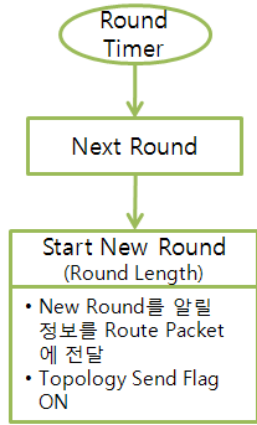 Round
Timer
Next Round
Start New Round
(Round Length)
• New Round를 알릴
정보를 Route Packet
에 전달
• Topology Send Flag
ON